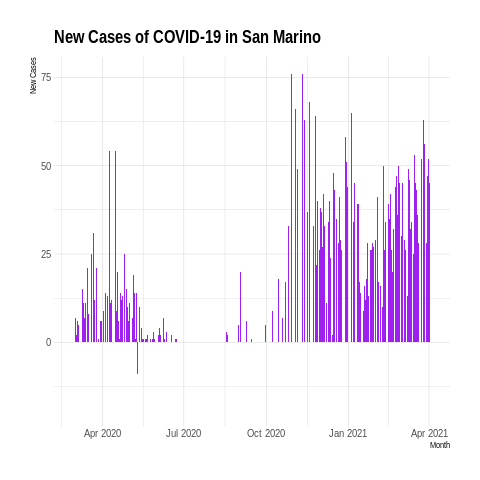 New Cases of COVID-19 in San Marino
New Cases
75
50
25
0
Apr 2020 Jul 2020 Oct 2020 Jan 2021 Apr 2021
Month